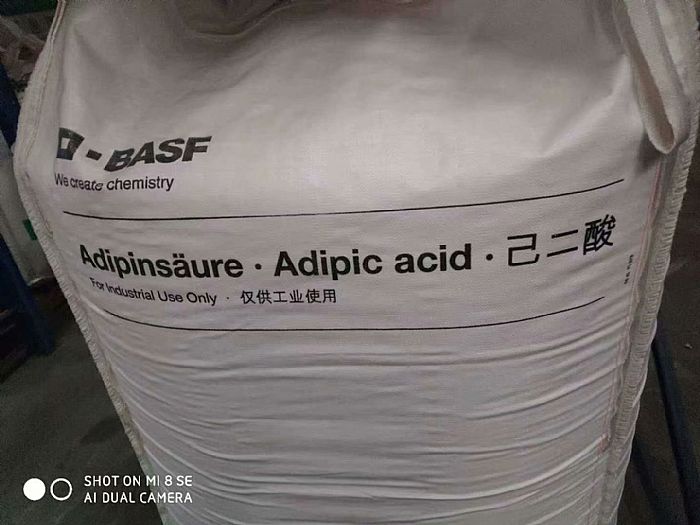 BASF
We create chemistry
Adipinsäure · Adipic acid · 己二酸
For Industrial Use Only · 仅供工业使用
SHOT ON MI 8 SE
AI DUAL CAMERA